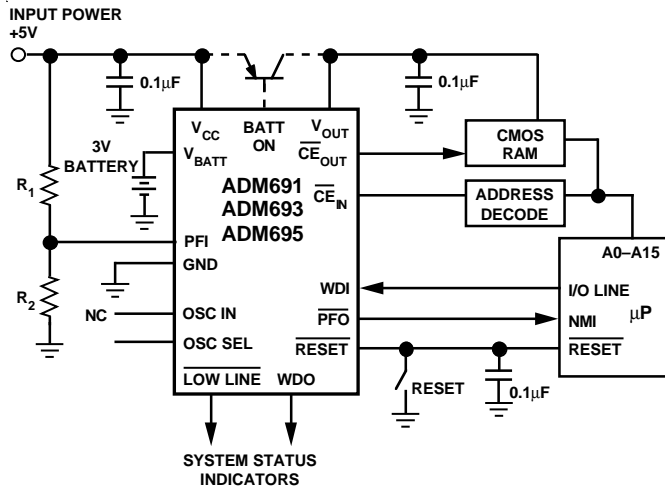 INPUT POWER
+5V
0.1μF
0.1μF
VCC
BATT
ON
VOUT
3V
BATTERY
VBATT
CEOUT
CMOS
RAM
R1
ADM691
ADM693
ADM695
CEIN
ADDRESS
DECODE
PFI
GND
A0–A15
R2
NC
OSC IN
OSC SEL
WDI
PFO
RESET
I/O LINE
μP
NMI
RESET
LOW LINE
WDO
RESET
0.1μF
SYSTEM STATUS
INDICATORS